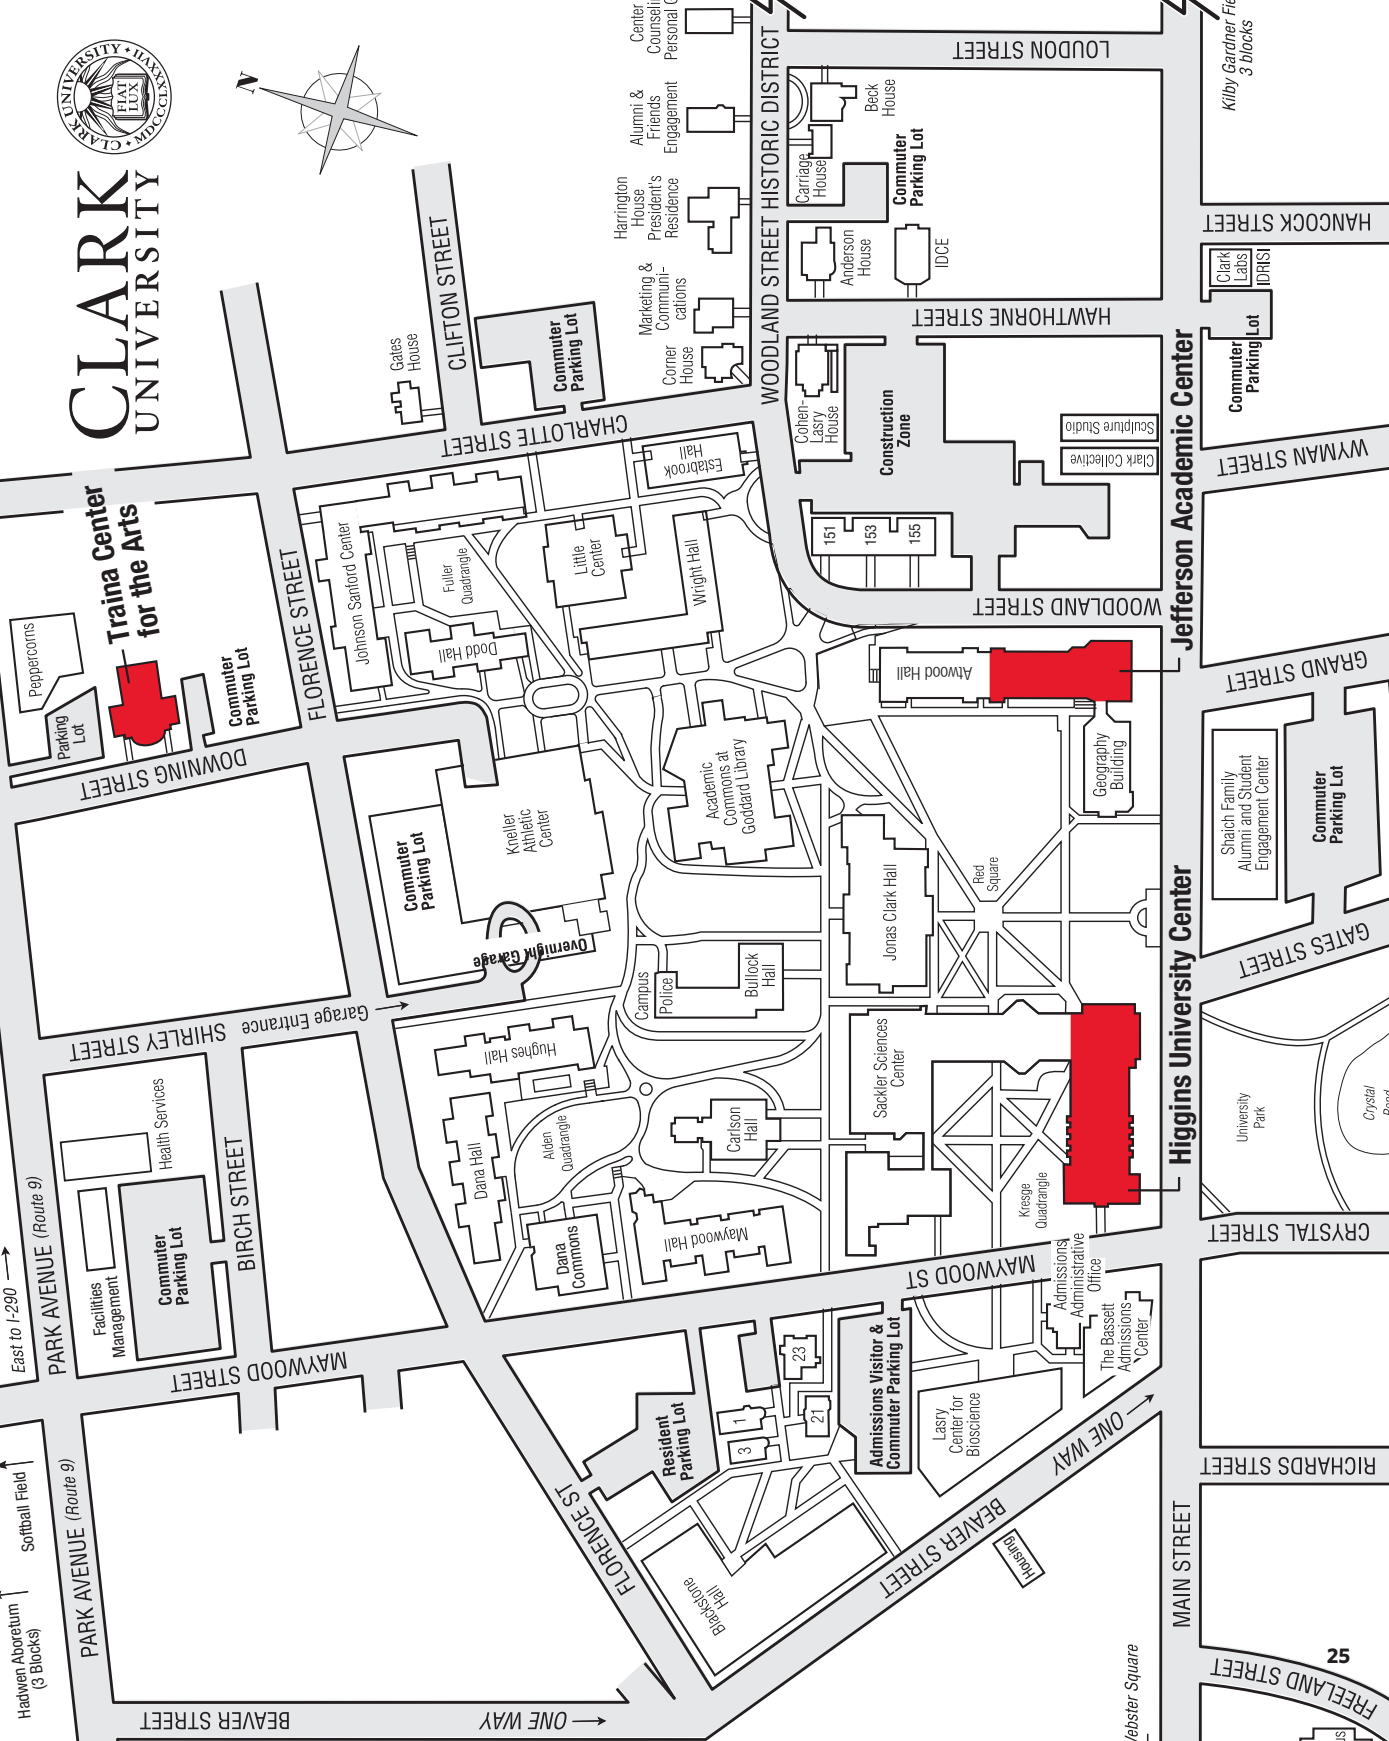 CLARK
UNIVERSITY
CLARK UNIVERSITY • MDCCCLXXXVII •
FIAT
LUX
N
Traina Center
for the Arts
Peppercorns
Parking
Lot
Commuter
Parking Lot
DOWNING STREET
FLORENCE STREET
Gates
House
CLIFTON STREET
Commuter
Parking Lot
CHARLOTTE STREET
Center
Alumni &
Friends
Engagement
Harrington
House
President's
Residence
Marketing &
Communi-
cations
Corner
House
WOODLAND STREET HISTORIC DISTRICT
LOUDON STREET
Beck
House
Carriage
House
Commuter
Parking Lot
Anderson
House
IDCE
HAWTHORNE STREET
Cohen-
Lasry
House
Construction
Zone
Sculpture Studio
Clark Collective
151
153
155
WOODLAND STREET
3 blocks
HANCOCK STREET
Clark
Labs
IDRISI
Commuter
Parking Lot
WYMAN STREET
Jefferson Academic Center
GRAND STREET
Johnson Sanford Center
Fuller
Quadrangle
Dodd Hall
Little
Center
Wright Hall
Estabrook
Hall
Atwood Hall
Geography
Building
Academic
Commons at
Goddard Library
Kneller
Athletic
Center
Commuter
Parking Lot
Overnight Garage
Garage Entrance
SHIRLEY STREET
Campus
Police
Bullock
Hall
Jonas Clark Hall
Red
Square
Shaich Family
Alumni and Student
Engagement Center
Commuter
Parking Lot
GATES STREET
Higgins University Center
Hughes Hall
Dana Hall
Alden
Quadrangle
Carlson
Hall
Sackler Sciences
Center
Kresge
Quadrangle
University
Park
Crystal
CRYSTAL STREET
Dana
Commons
Maywood Hall
MAYWOOD ST
Admissions
Administrative
Office
The Bassett
Admissions
Center
Health Services
Facilities
Management
Commuter
Parking Lot
BIRCH STREET
MAYWOOD STREET
East to I-290
PARK AVENUE (Route 9)
PARK AVENUE (Route 9)
Softball Field
Hadwen Aboretum
(3 Blocks)
Resident
Parking Lot
1
3
23
21
Admissions Visitor &
Commuter Parking Lot
Lasry
Center for
Bioscience
ONE WAY
BEAVER STREET
Housing
Blackstone
Hall
FLORENCE ST
BEAVER STREET
ONE WAY
MAIN STREET
RICHARDS STREET
FREELAND STREET
25